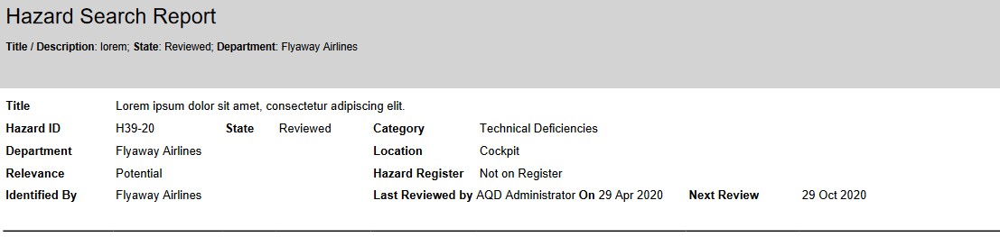 Hazard Search Report
Title / Description: lorem; State: Reviewed; Department: Flyaway Airlines
Title Lorem ipsum dolor sit amet, consectetur adipiscing elit.
Hazard ID H39-20 State Reviewed Category Technical Deficiencies
Department Flyaway Airlines Location Cockpit
Relevance Potential Hazard Register Not on Register
Identified By Flyaway Airlines Last Reviewed by AQD Administrator On 29 Apr 2020 Next Review 29 Oct 2020